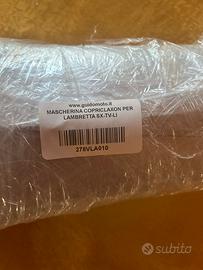 www.guidomoto.it
MASCHERINA COPRICLAXON PER
LAMBRETTA SX-TV-LI
278VLA010
subito